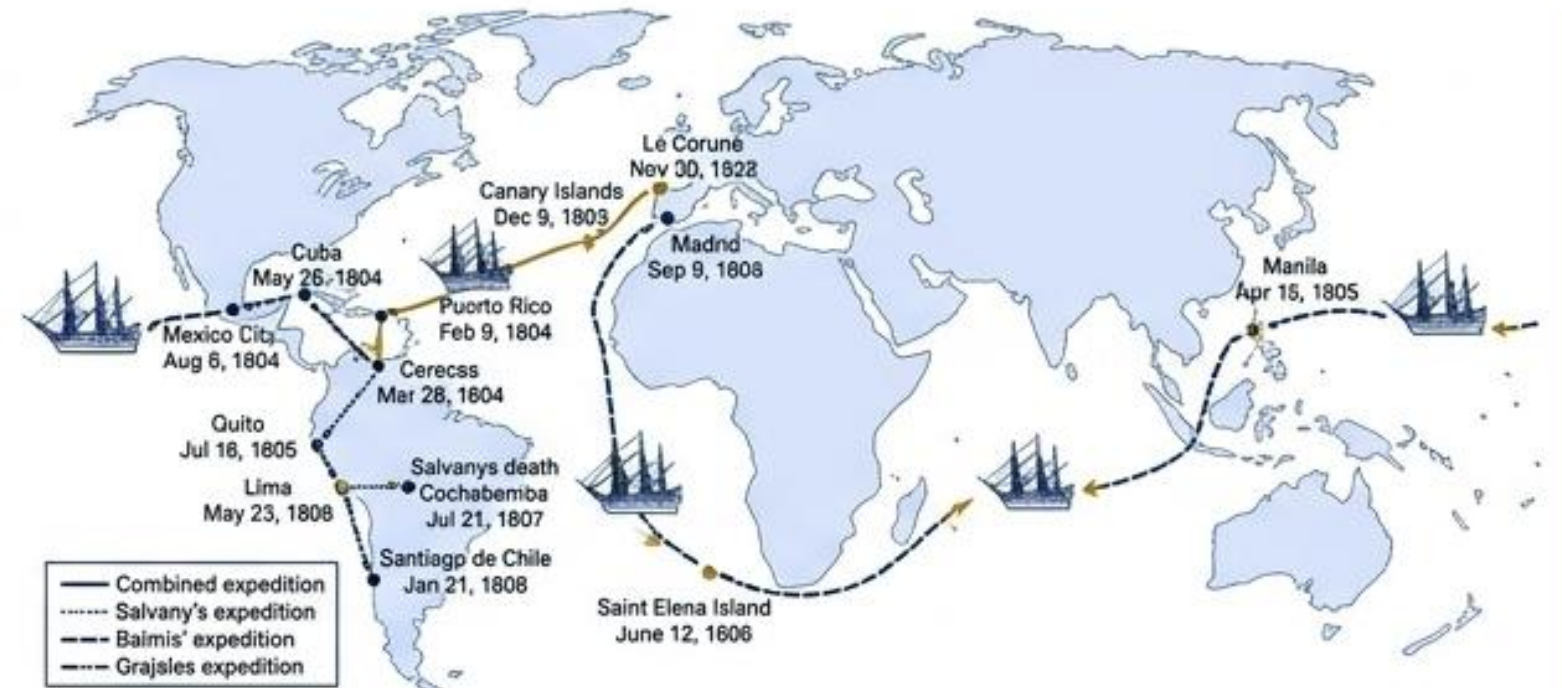 Le Corune
Nev 30, 1822
Canary Islands
Dec 9, 1803
Madnd
Sep 9, 1808
Cuba
May 26, 1804
Manila
Apr 15, 1805
Puerto Rico
Feb 9, 1804
Mexico City
Aug 6, 1804
Cerecss
Mar 28, 1804
Quito
Jul 16, 1805
Salvanys death
Lima
Cochabemba
May 23, 1808
Jul 21, 1807
Santiagp de Chile
Jan 21, 1808
Combined expedition
Salvany's expedition
Balmis' expedition
Grajsles expedition
Saint Elena Island
June 12, 1606